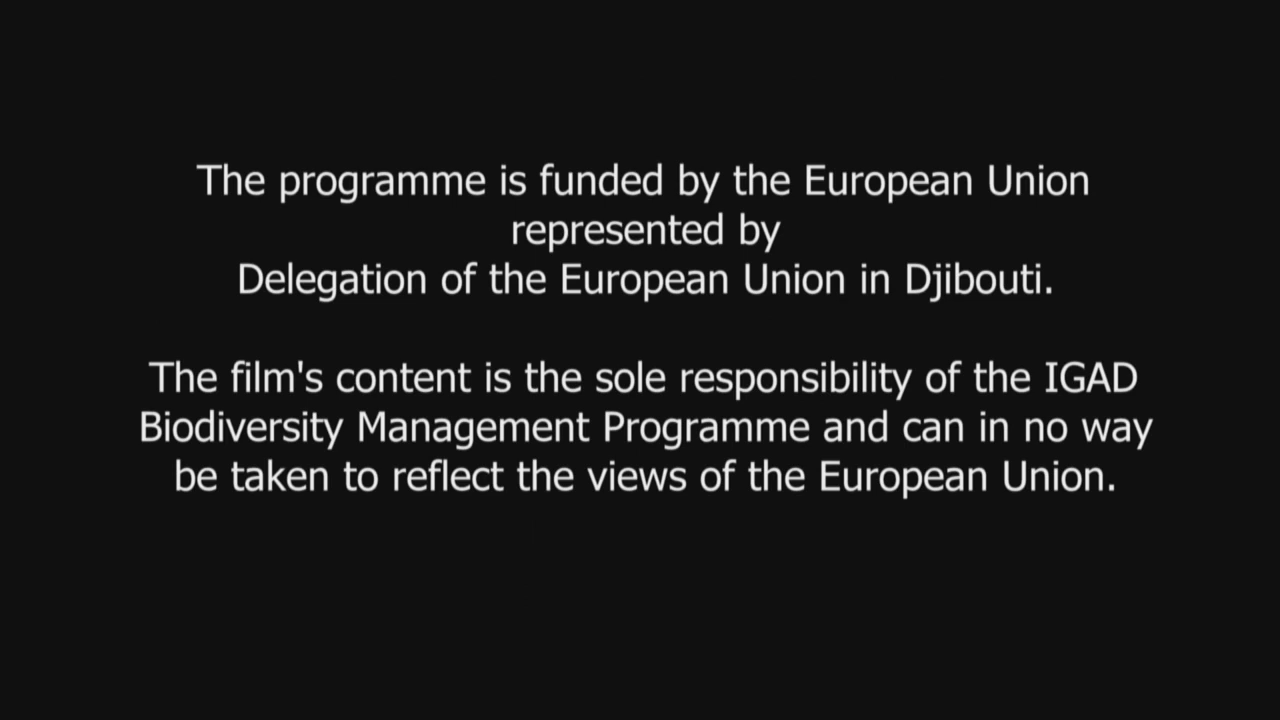 The programme is funded by the European Union
represented by
Delegation of the European Union in Djibouti.
The film's content is the sole responsibility of the IGAD
Biodiversity Management Programme and can in no way
be taken to reflect the views of the European Union.